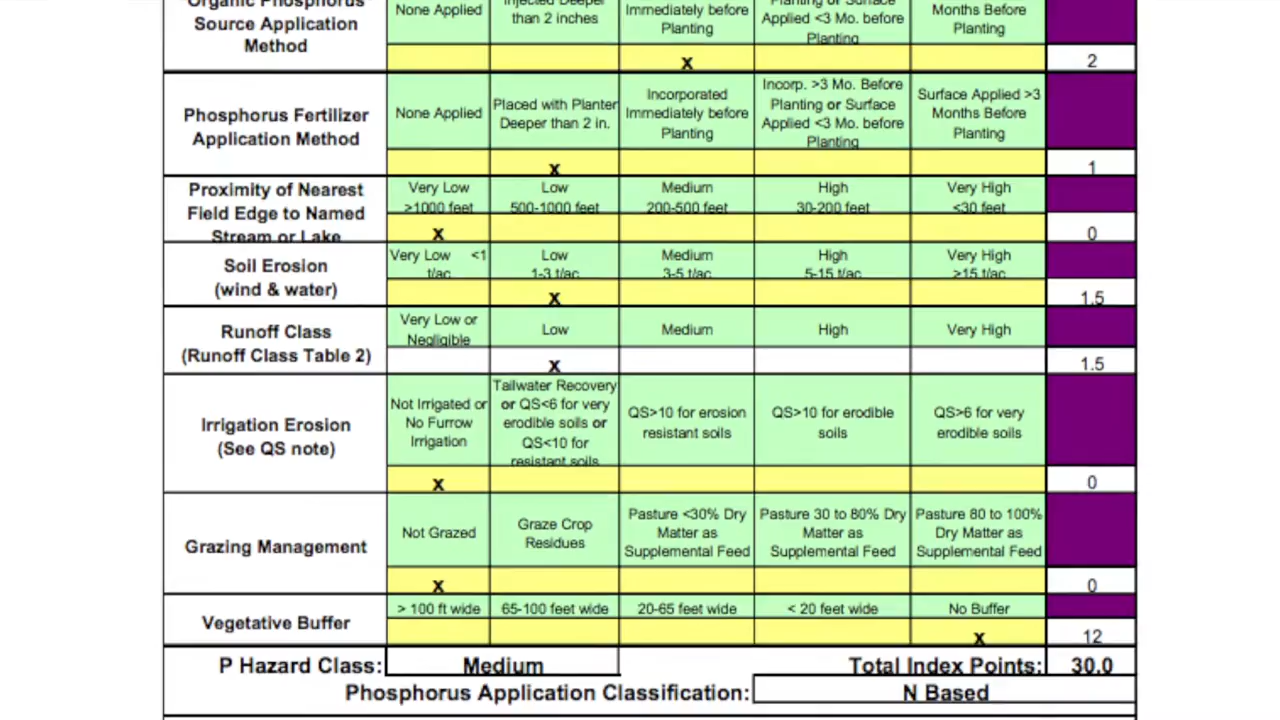 Organic Phosphorus
Source Application
Method
None Applied
Injected Deeper
than 2 inches
Immediately before
Planting
Planting or Surface
Applied <3 Mo. before
Planting
Months Before
Planting
x
2
Phosphorus Fertilizer
Application Method
None Applied
Placed with Planter
Deeper than 2 in.
Incorporated
Immediately before
Planting
Incorp. >3 Mo. Before
Planting or Surface
Applied <3 Mo. before
Planting
Surface Applied >3
Months Before
Planting
x
1
Proximity of Nearest
Field Edge to Named
Stream or Lake
Very Low
>1000 feet
Low
500-1000 feet
Medium
200-500 feet
High
30-200 feet
Very High
<30 feet
x
0
Soil Erosion
(wind & water)
Very Low <1
t/ac
Low
1-3 t/ac
Medium
3-5 t/ac
High
5-15 t/ac
Very High
>15 t/ac
x
1.5
Runoff Class
(Runoff Class Table 2)
Very Low or
Negligible
Low
Medium
High
Very High
x
1.5
Irrigation Erosion
(See QS note)
Not Irrigated or
No Furrow
Irrigation
Tailwater Recovery
or QS<6 for very
erodible soils or
QS<10 for
resistant soils
QS>10 for erosion
resistant soils
QS>10 for erodible
soils
QS>6 for very
erodible soils
x
0
Grazing Management
Not Grazed
Graze Crop
Residues
Pasture <30% Dry
Matter as
Supplemental Feed
Pasture 30 to 80% Dry
Matter as
Supplemental Feed
Pasture 80 to 100%
Dry Matter as
Supplemental Feed
x
0
Vegetative Buffer
> 100 ft wide
65-100 feet wide
20-65 feet wide
< 20 feet wide
No Buffer
x
12
P Hazard Class: Medium
Total Index Points: 30.0
Phosphorus Application Classification: N Based